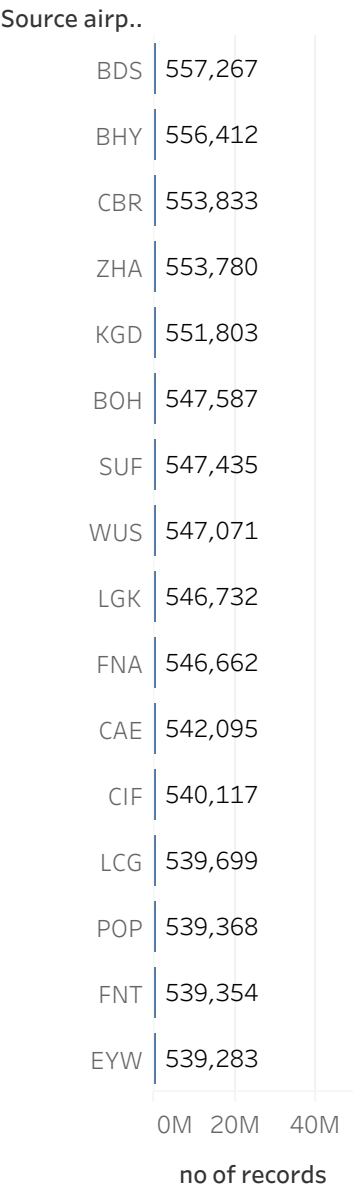 Source airp..
BDS 557,267
BHY 556,412
CBR 553,833
ZHA 553,780
KGD 551,803
BOH 547,587
SUF 547,435
WUS 547,071
LGK 546,732
FNA 546,662
CAE 542,095
CIF 540,117
LCG 539,699
POP 539,368
FNT 539,354
EYW 539,283
0M 20M 40M
no of records